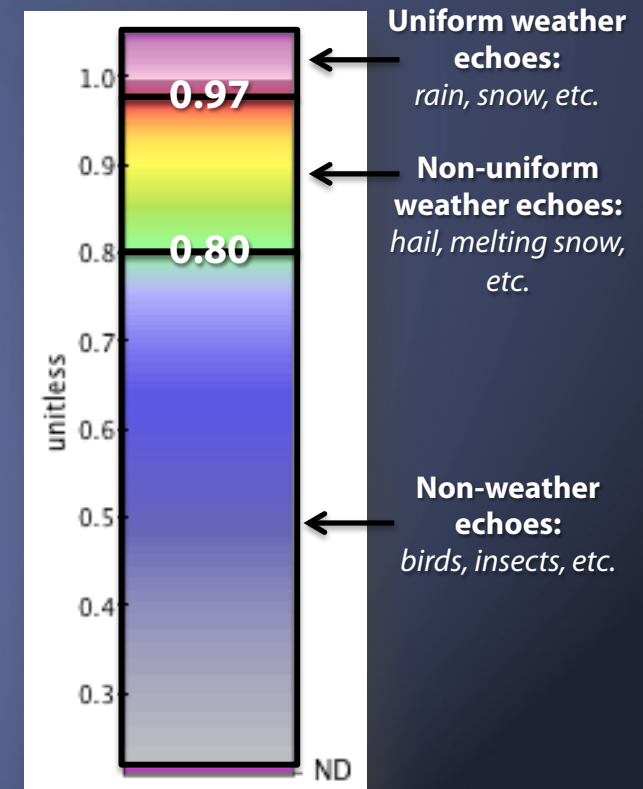 Uniform weather
echoes:
rain, snow, etc.
1.0
0.97
0.9
Non-uniform
weather echoes:
hail, melting snow,
etc.
0.80
0.8
0.7
unitless
0.6
0.5
Non-weather
echoes:
birds, insects, etc.
0.4
0.3
ND